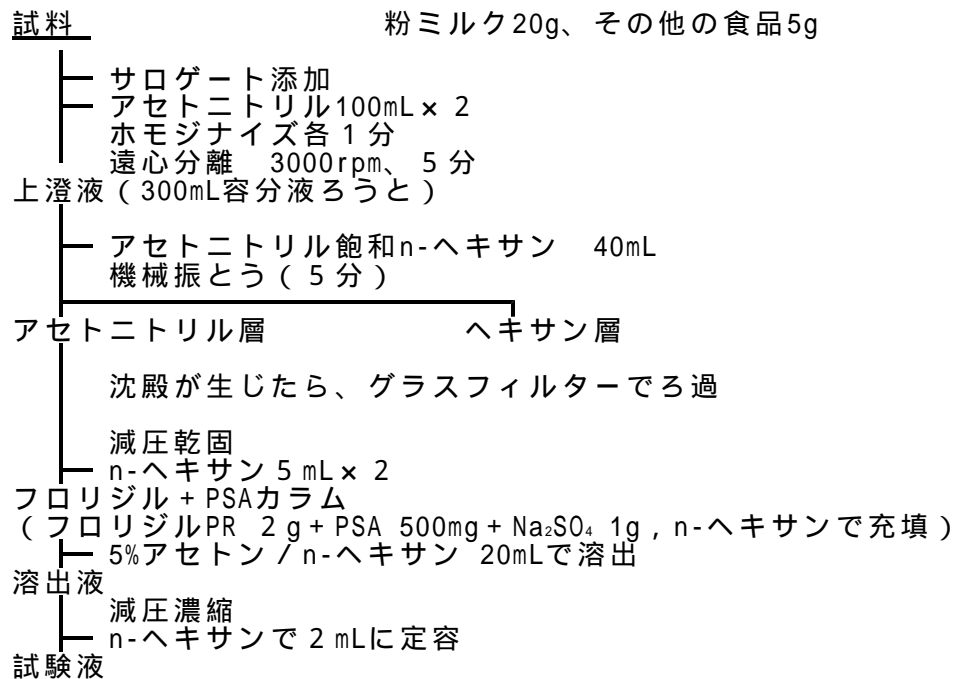 試料　粉ミルク20g、その他の食品5g
サロゲート添加
アセトニトリル100mL×2
ホモジナイズ各1分
遠心分離　3000rpm、5分
上澄液(300mL容分液ろうと)
アセトニトリル飽和n-ヘキサン　40mL
機械振とう(5分)
アセトニトリル層　ヘキサン層
沈殿が生じたら、グラスフィルターでろ過
減圧乾固
n-ヘキサン5mL×2
フロリジル+PSAカラム
(フロリジルPR 2g+PSA 500mg+Na₂SO₄ 1g,n-ヘキサンで充填)
5%アセトン/n-ヘキサン 20mLで溶出
溶出液
減圧濃縮
n-ヘキサンで2mLに定容
試験液